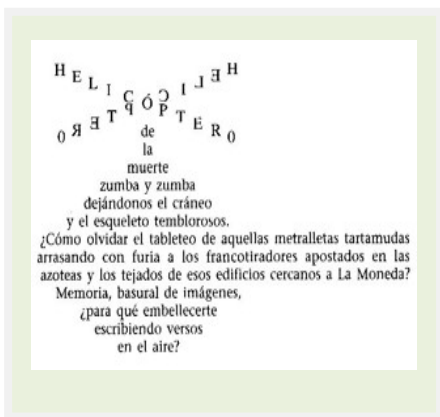 HELICÓPTERO
HELICÓPTERO
de
la
muerte
zumba y zumba
dejándonos el cráneo
y el esqueleto temblorosos.
¿Cómo olvidar el tableteo de aquellas metralletas tartamudas
arrasando con furia a los francotiradores apostados en las
azoteas y los tejados de esos edificios cercanos a La Moneda?
Memoria, basural de imágenes,
¿para qué embellecerte
escribiendo versos
en el aire?